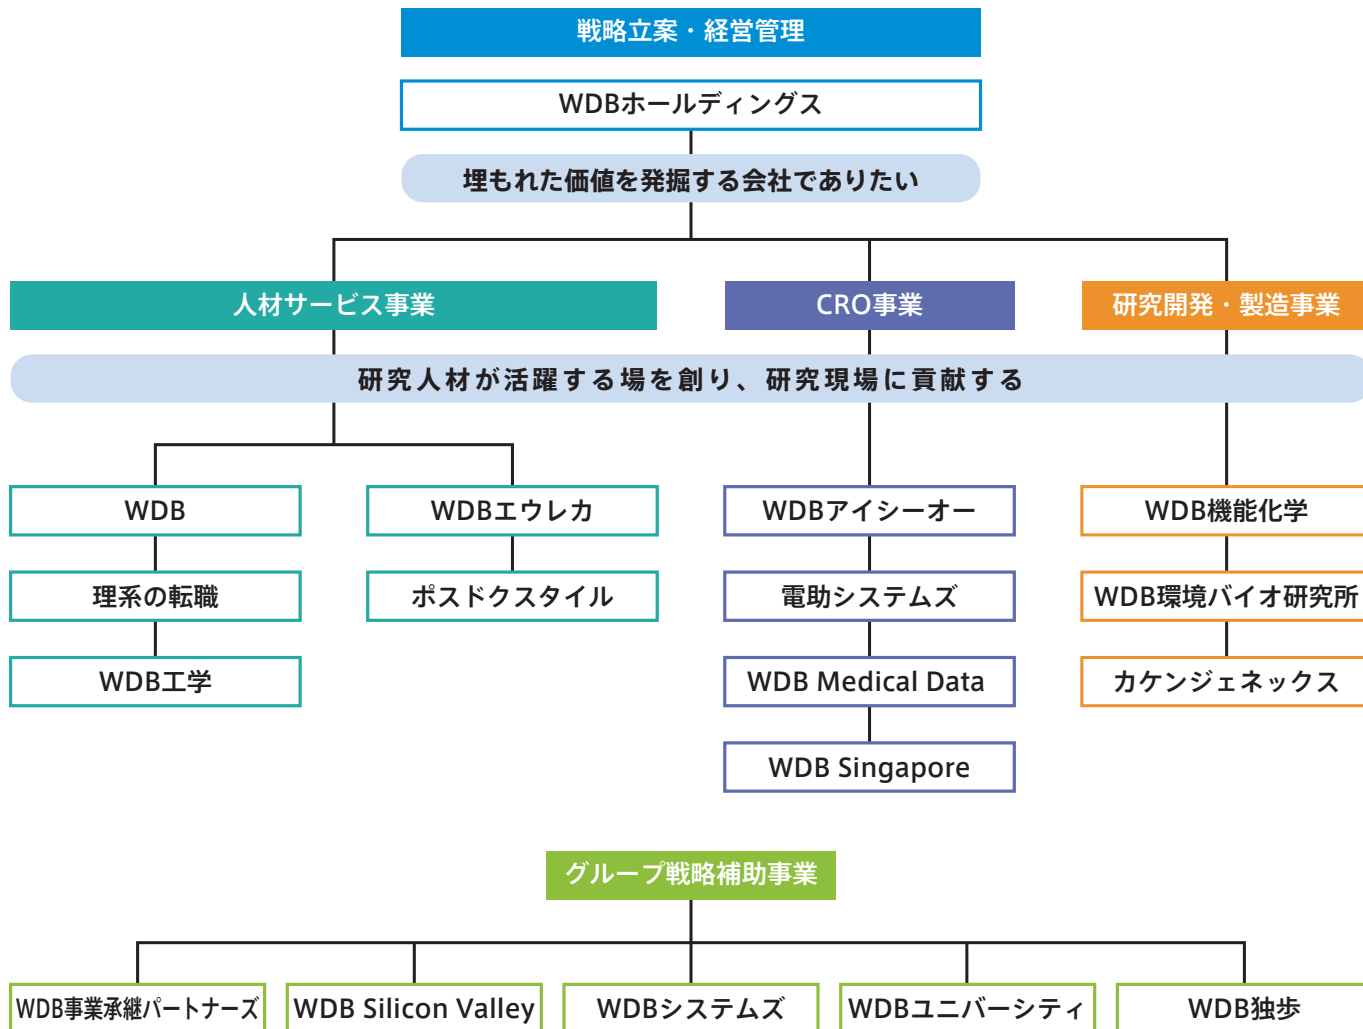 戦略立案・経営管理
WDBホールディングス
埋もれた価値を発掘する会社でありたい
人材サービス事業
CRO事業
研究開発・製造事業
研究人材が活躍する場を創り、研究現場に貢献する
WDB
WDBエウレカ
WDBアイシーオー
WDB機能化学
理系の転職
ポスドクスタイル
電助システムズ
WDB環境バイオ研究所
WDB工学
WDB Medical Data
カケンジェネックス
WDB Singapore
グループ戦略補助事業
WDB事業承継パートナーズ
WDB Silicon Valley
WDBシステムズ
WDBユニバーシティ
WDB独歩